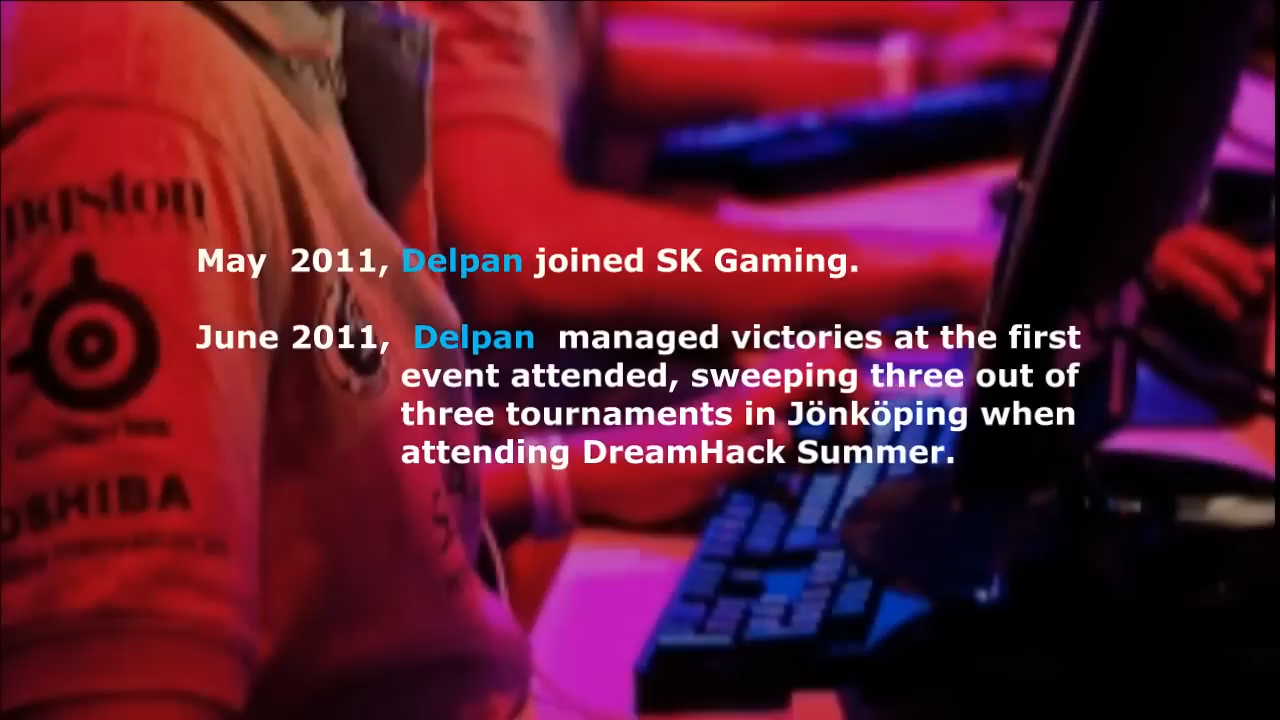 May 2011, Delpan joined SK Gaming.
June 2011, Delpan managed victories at the first
event attended, sweeping three out of
three tournaments in Jönköping when
attending DreamHack Summer.